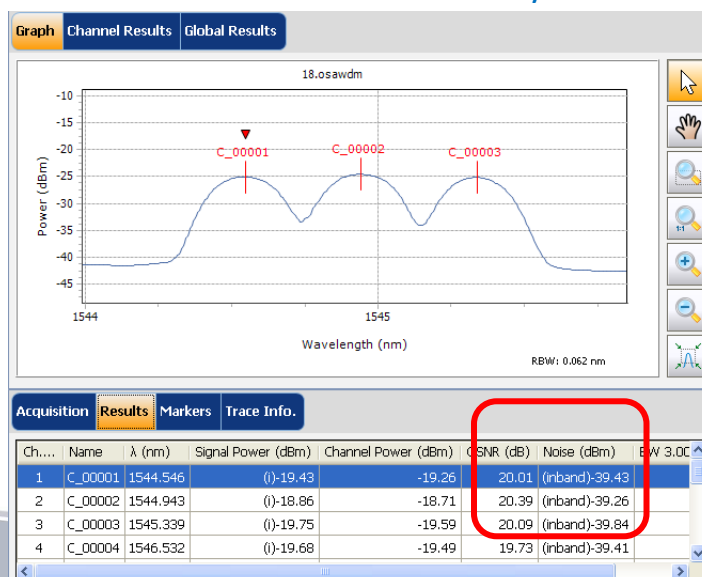 Graph Channel Results Global Results
18.osawdm
-10
-15
-20
-25
-30
-35
-40
-45
Power (dBm)
C_00001 C_00002 C_00003
1544 1545
Wavelength (nm)
RBW: 0.062 nm
1:1
Acquisition Results Markers Trace Info.
Ch.... Name λ (nm) Signal Power (dBm) Channel Power (dBm) OSNR (dB) Noise (dBm) BW 3.00
1 C_00001 1544.546 (i)-19.43 -19.26 20.01 (inband)-39.43
2 C_00002 1544.943 (i)-18.86 -18.71 20.39 (inband)-39.26
3 C_00003 1545.339 (i)-19.75 -19.59 20.09 (inband)-39.84
4 C_00004 1546.532 (i)-19.68 -19.49 19.73 (inband)-39.41